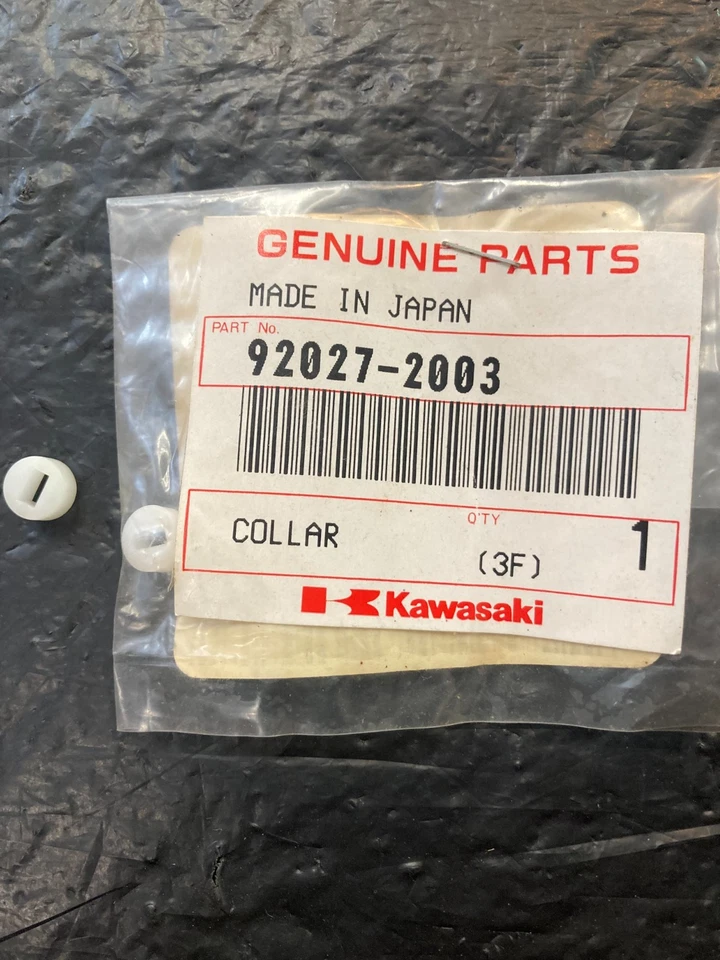 GENUINE PARTS
MADE IN JAPAN
PART No.
92027-2003
COLLAR
Q'TY
1
(3F)
Kawasaki